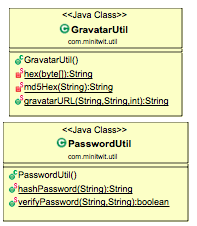 <<Java Class>>
GravatarUtil
com.minitwit.util
GravatarUtil()
hex(byte[]):String
md5Hex(String):String
gravatarURL(String,String,int):String
<<Java Class>>
PasswordUtil
com.minitwit.util
PasswordUtil()
hashPassword(String):String
verifyPassword(String,String):boolean